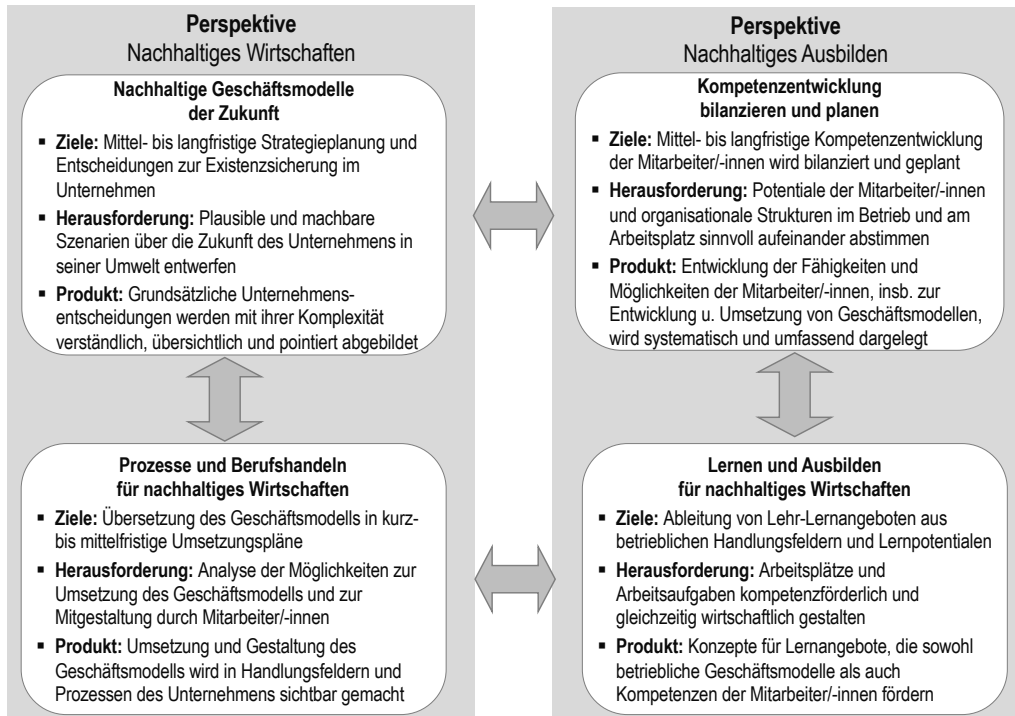 Perspektive
Nachhaltiges Wirtschaften
Nachhaltige Geschäftsmodelle
der Zukunft
▪ Ziele: Mittel- bis langfristige Strategieplanung und
Entscheidungen zur Existenzsicherung im
Unternehmen
▪ Herausforderung: Plausible und machbare
Szenarien über die Zukunft des Unternehmens in
seiner Umwelt entwerfen
▪ Produkt: Grundsätzliche Unternehmens-
entscheidungen werden mit ihrer Komplexität
verständlich, übersichtlich und pointiert abgebildet
Prozesse und Berufshandeln
für nachhaltiges Wirtschaften
▪ Ziele: Übersetzung des Geschäftsmodells in kurz-
bis mittelfristige Umsetzungspläne
▪ Herausforderung: Analyse der Möglichkeiten zur
Umsetzung des Geschäftsmodells und zur
Mitgestaltung durch Mitarbeiter/-innen
▪ Produkt: Umsetzung und Gestaltung des
Geschäftsmodells wird in Handlungsfeldern und
Prozessen des Unternehmens sichtbar gemacht
Perspektive
Nachhaltiges Ausbilden
Kompetenzentwicklung
bilanzieren und planen
▪ Ziele: Mittel- bis langfristige Kompetenzentwicklung
der Mitarbeiter/-innen wird bilanziert und geplant
▪ Herausforderung: Potentiale der Mitarbeiter/-innen
und organisationale Strukturen im Betrieb und am
Arbeitsplatz sinnvoll aufeinander abstimmen
▪ Produkt: Entwicklung der Fähigkeiten und
Möglichkeiten der Mitarbeiter/-innen, insb. zur
Entwicklung u. Umsetzung von Geschäftsmodellen,
wird systematisch und umfassend dargelegt
Lernen und Ausbilden
für nachhaltiges Wirtschaften
▪ Ziele: Ableitung von Lehr-Lernangeboten aus
betrieblichen Handlungsfeldern und Lernpotentialen
▪ Herausforderung: Arbeitsplätze und
Arbeitsaufgaben kompetenzförderlich und
gleichzeitig wirtschaftlich gestalten
▪ Produkt: Konzepte für Lernangebote, die sowohl
betriebliche Geschäftsmodelle als auch
Kompetenzen der Mitarbeiter/-innen fördern